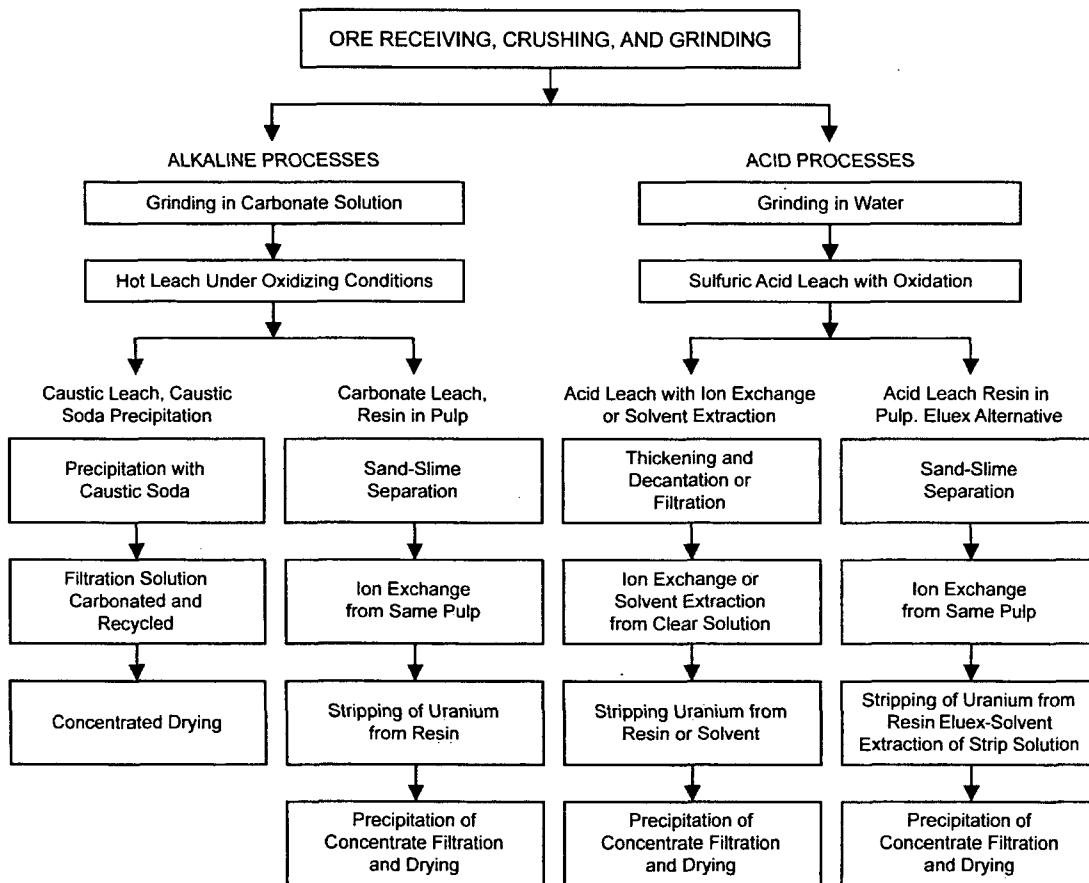 ORE RECEIVING, CRUSHING, AND GRINDING
ALKALINE PROCESSES
Grinding in Carbonate Solution
Hot Leach Under Oxidizing Conditions
ACID PROCESSES
Grinding in Water
Sulfuric Acid Leach with Oxidation
Caustic Leach, Caustic
Soda Precipitation
Precipitation with
Caustic Soda
Filtration Solution
Carbonated and
Recycled
Concentrated Drying
Carbonate Leach,
Resin in Pulp
Sand-Slime
Separation
Ion Exchange
from Same Pulp
Stripping of Uranium
from Resin
Precipitation of
Concentrate Filtration
and Drying
Acid Leach with Ion Exchange
or Solvent Extraction
Thickening and
Decantation or
Filtration
Ion Exchange or
Solvent Extraction
from Clear Solution
Stripping Uranium from
Resin or Solvent
Precipitation of
Concentrate Filtration
and Drying
Acid Leach Resin in
Pulp. Eluex Alternative
Sand-Slime
Separation
Ion Exchange
from Same Pulp
Stripping of Uranium from
Resin Eluex-Solvent
Extraction of Strip Solution
Precipitation of
Concentrate Filtration
and Drying